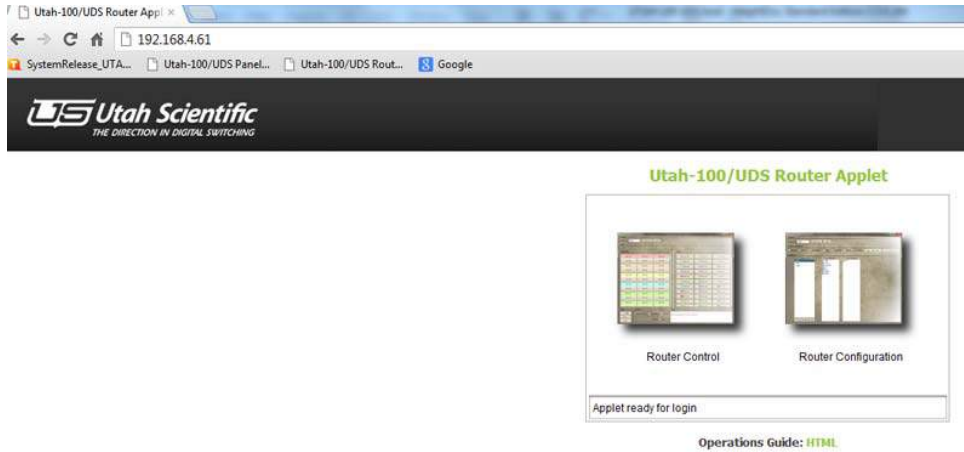 Utah-100/UDS Router Appl
192.168.4.61
SystemRelease_UTA... Utah-100/UDS Panel... Utah-100/UDS Rout... Google
US Utah Scientific
THE DIRECTION IN DIGITAL SWITCHING
Utah-100/UDS Router Applet
Router Control Router Configuration
Applet ready for login
Operations Guide: HTML